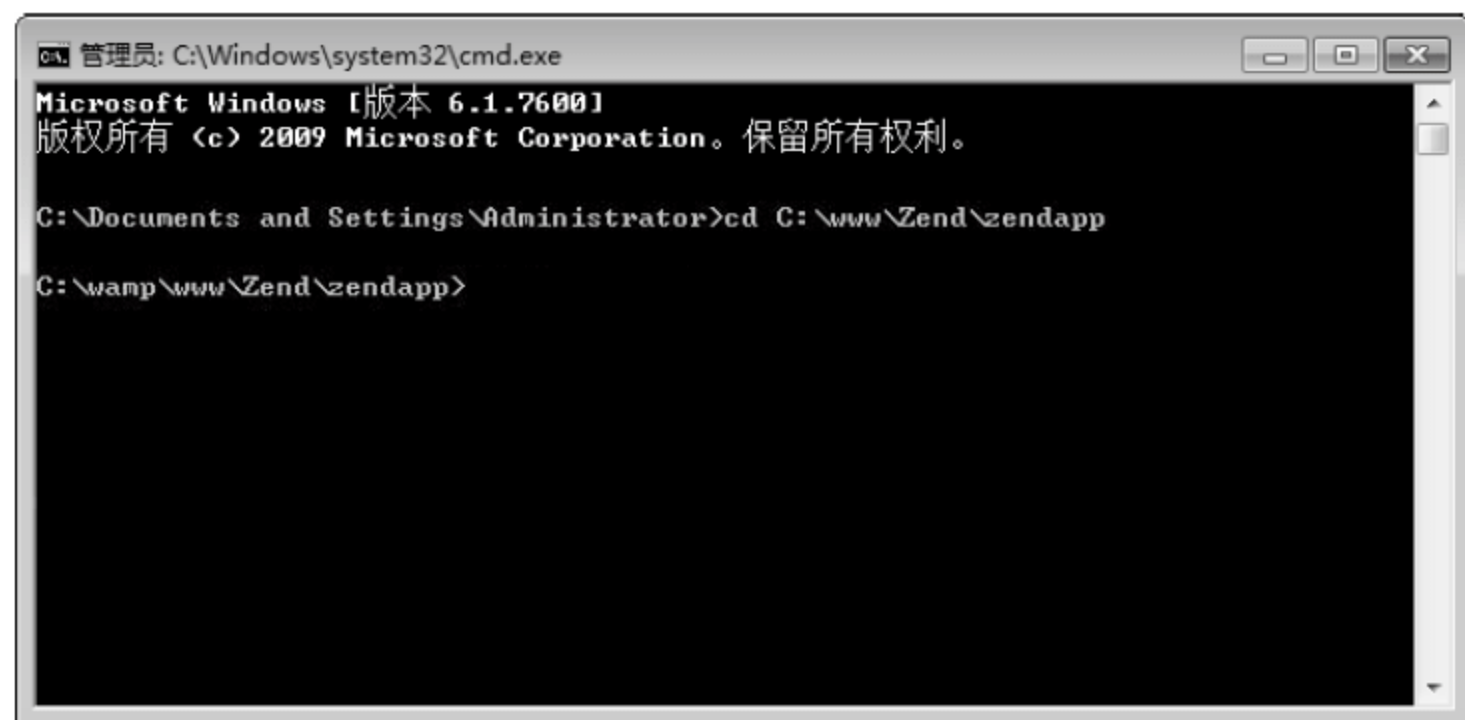 管理员: C:\Windows\system32\cmd.exe
Microsoft Windows [版本 6.1.7600]
版权所有 (c) 2009 Microsoft Corporation。保留所有权利。
C:\Documents and Settings\Administrator>cd C:\www\Zend\zendapp
C:\wamp\www\Zend\zendapp>